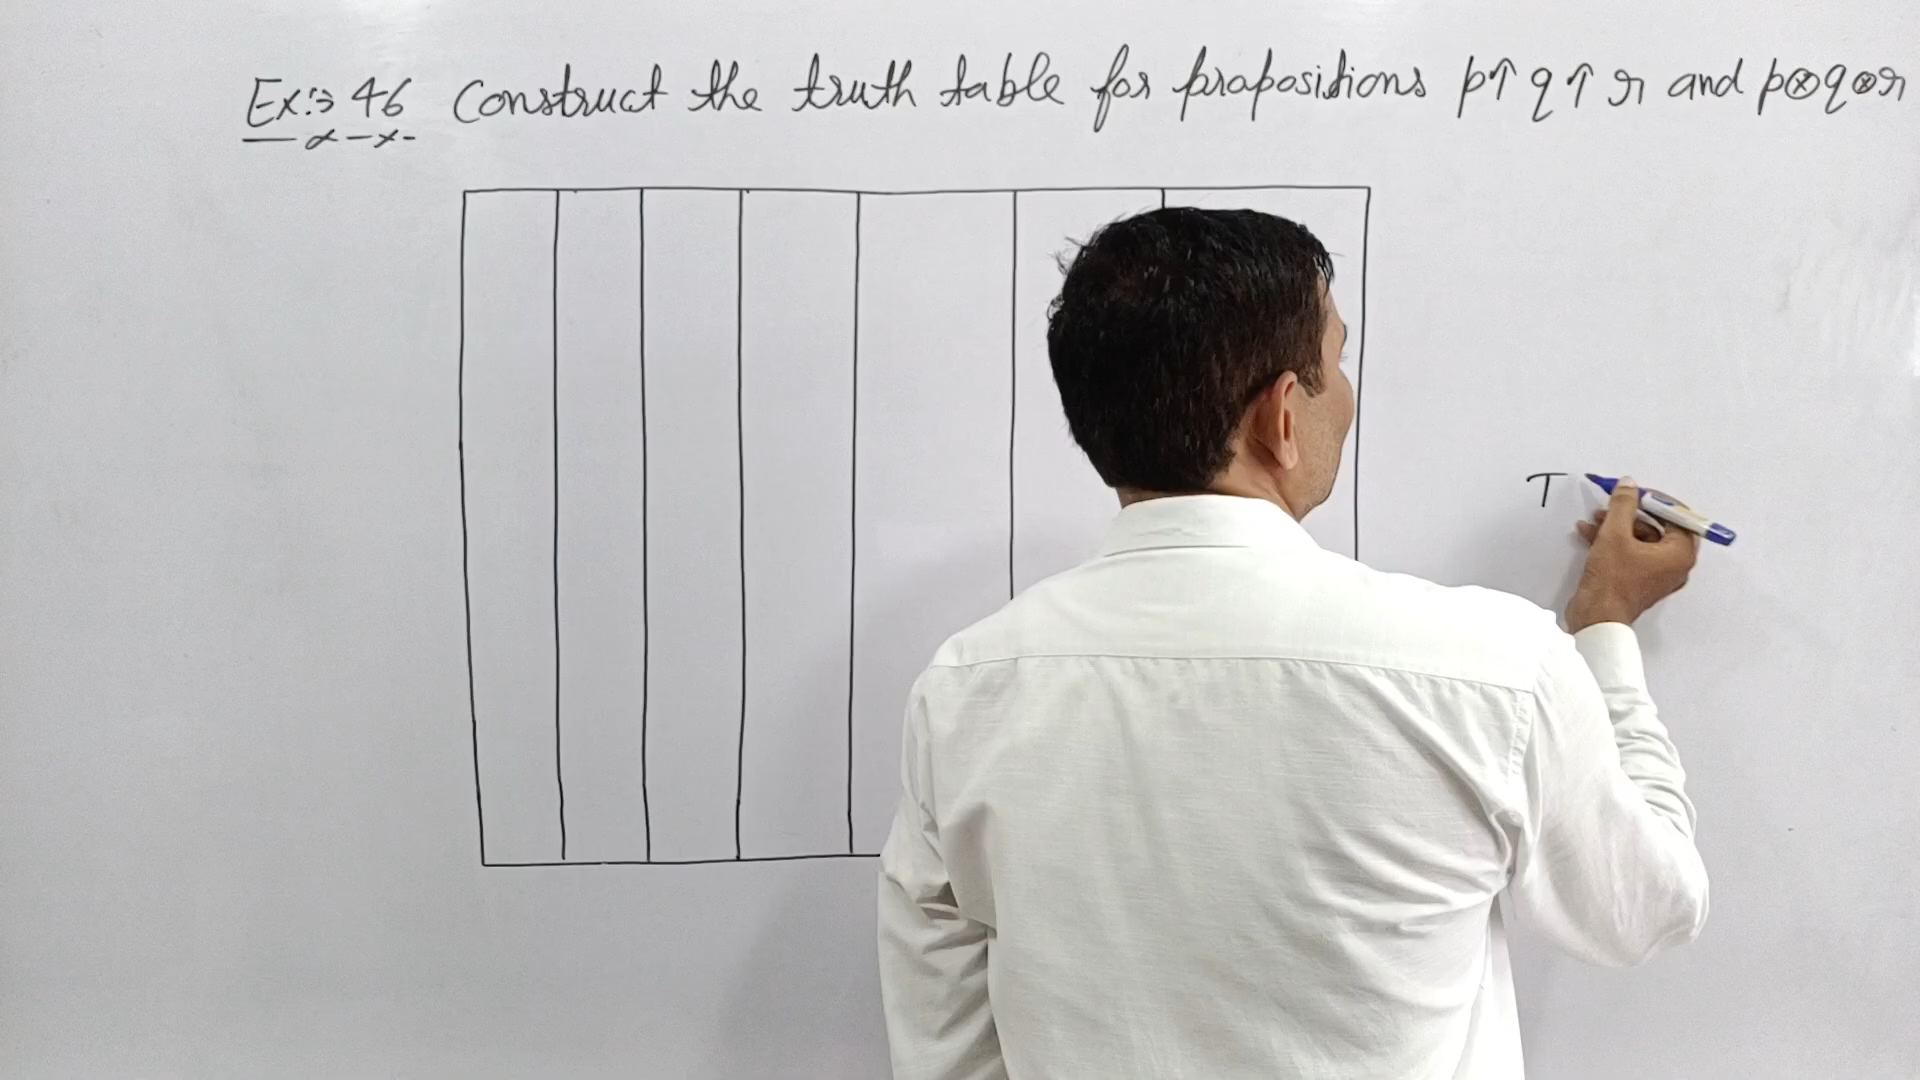 Ex:→ 46 Construct the truth table for propositions p↑q↑r and p⊗q⊗r
T